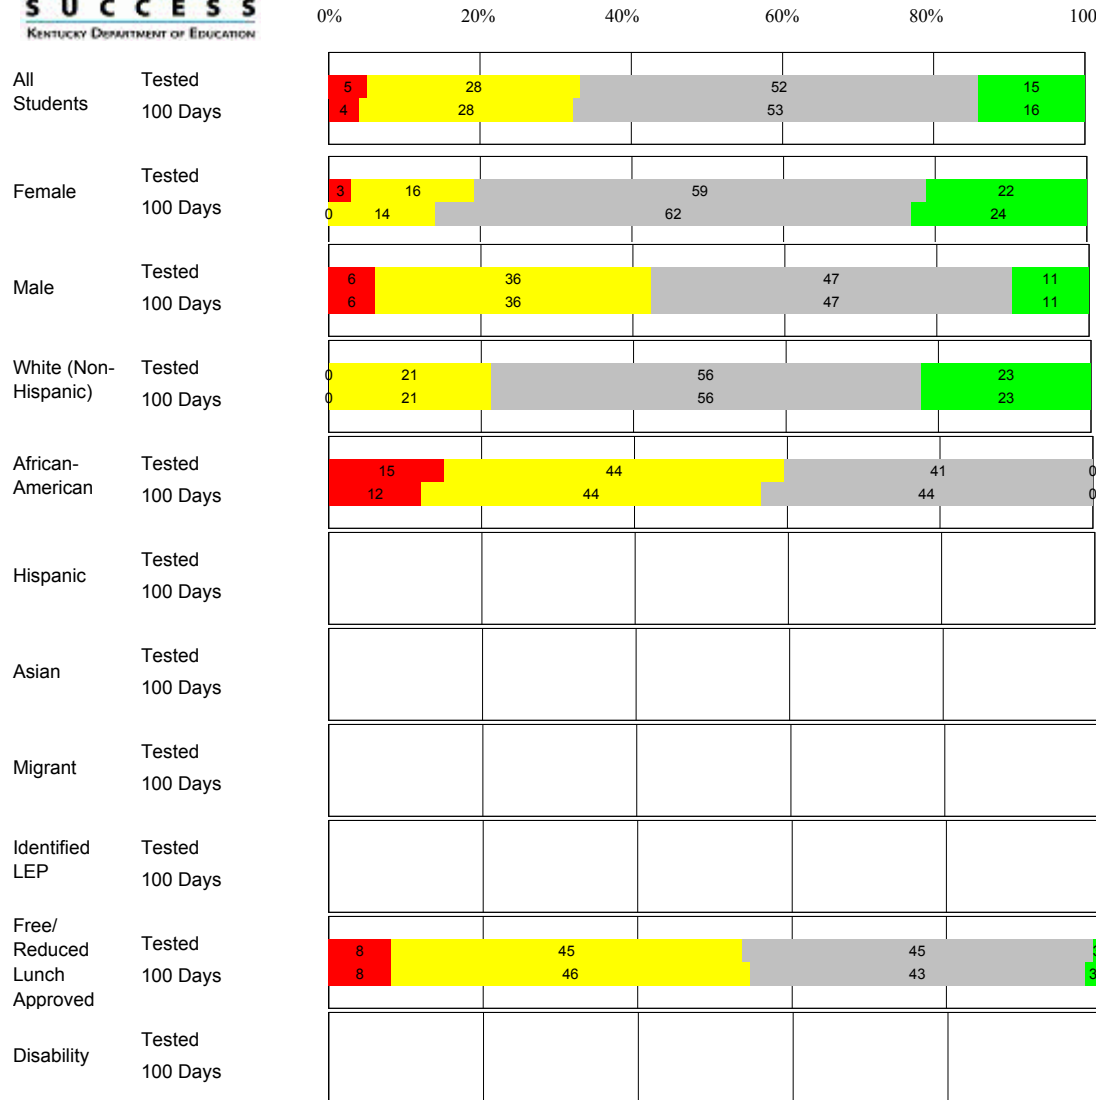 S U C C E S S
KENTUCKY DEPARTMENT OF EDUCATION
0% 20% 40% 60% 80% 100
All Students
Tested 5 28 52 15
100 Days 4 28 53 16
Female
Tested 3 16 59 22
100 Days 0 14 62 24
Male
Tested 6 36 47 11
100 Days 6 36 47 11
White (Non-
Hispanic)
Tested 0 21 56 23
100 Days 0 21 56 23
African-
American
Tested 15 44 41 0
100 Days 12 44 44 0
Hispanic
Tested
100 Days
Asian
Tested
100 Days
Migrant
Tested
100 Days
Identified
LEP
Tested
100 Days
Free/
Reduced
Lunch
Approved
Tested 8 45 45 3
100 Days 8 46 43 3
Disability
Tested
100 Days